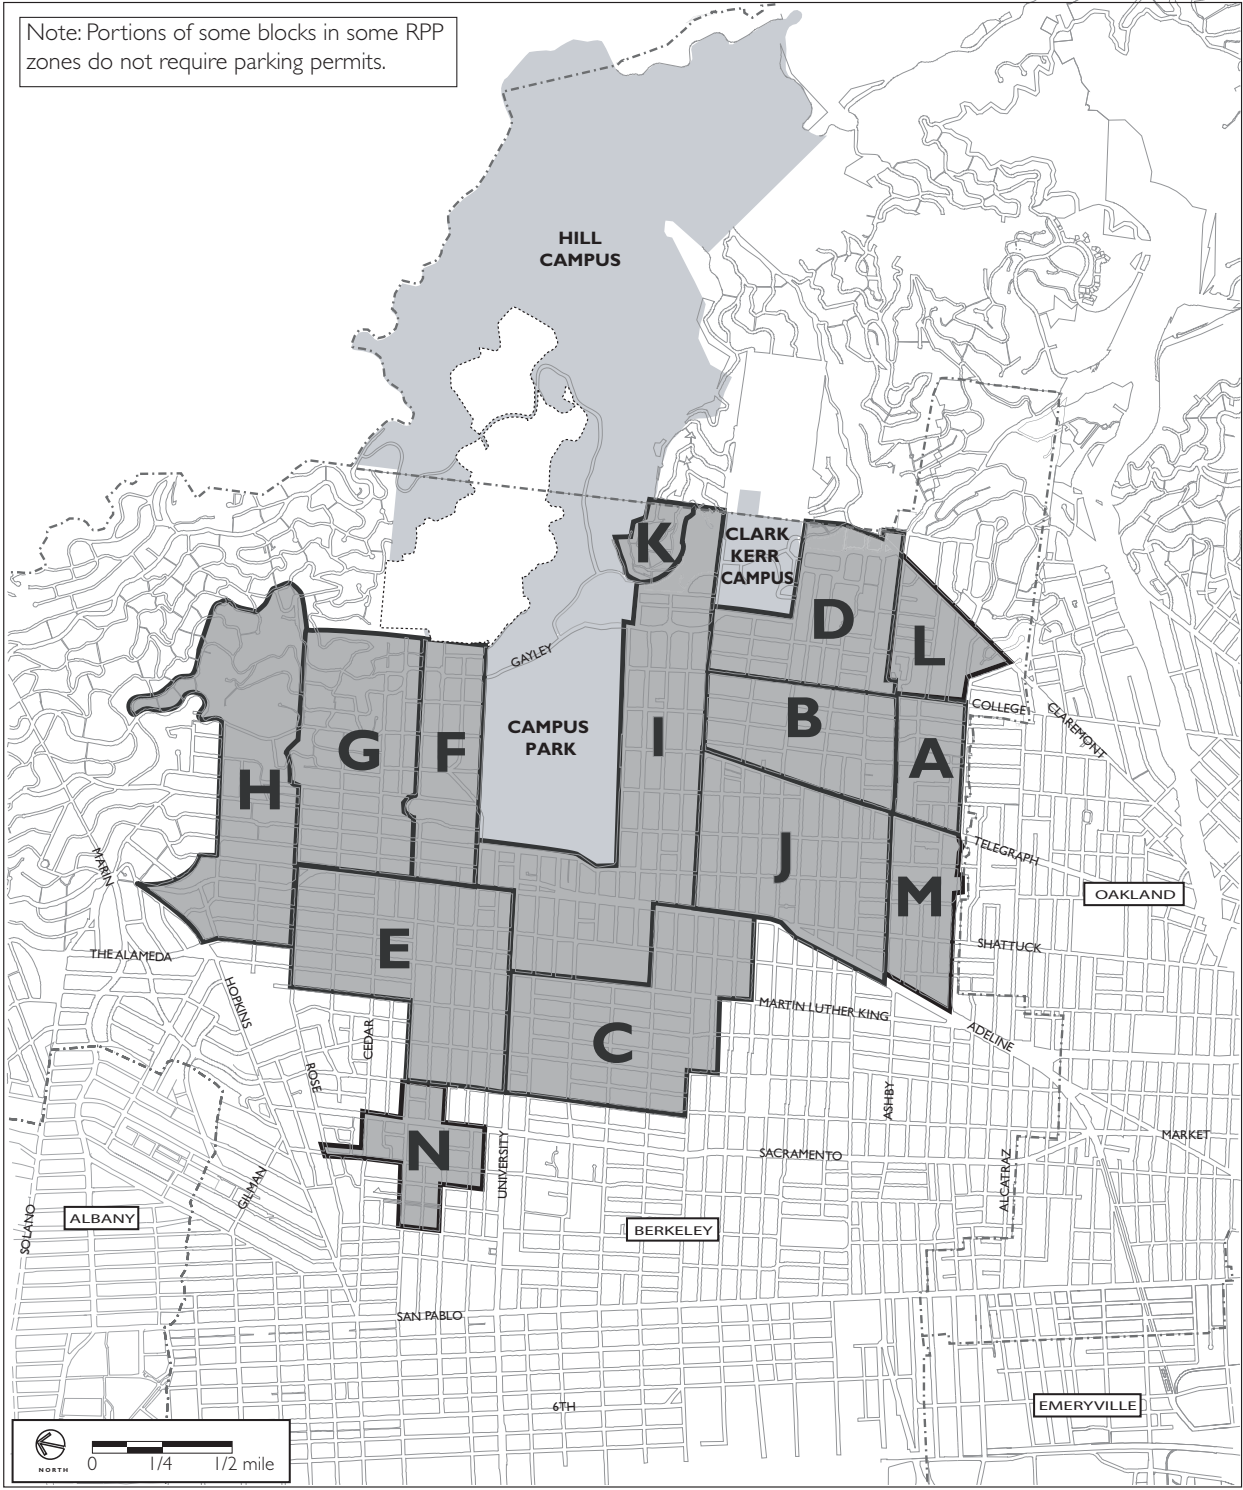 Note: Portions of some blocks in some RPP
zones do not require parking permits.
HILL
CAMPUS
K
CLARK
KERR
CAMPUS
D
L
GAYLEY
CAMPUS
PARK
I
B
A
COLLEGE
CLAREMONT
G
F
H
J
M
TELEGRAPH
OAKLAND
MARIN
THE ALAMEDA
SHATTUCK
E
HOPKINS
CEDAR
C
MARTIN LUTHER KING
ADELINE
ROSE
ASHBY
MARKET
N
UNIVERSITY
SACRAMENTO
ALCATRAZ
GILMAN
SOLANO
ALBANY
BERKELEY
SAN PABLO
6TH
EMERYVILLE
NORTH
0 1/4 1/2 mile